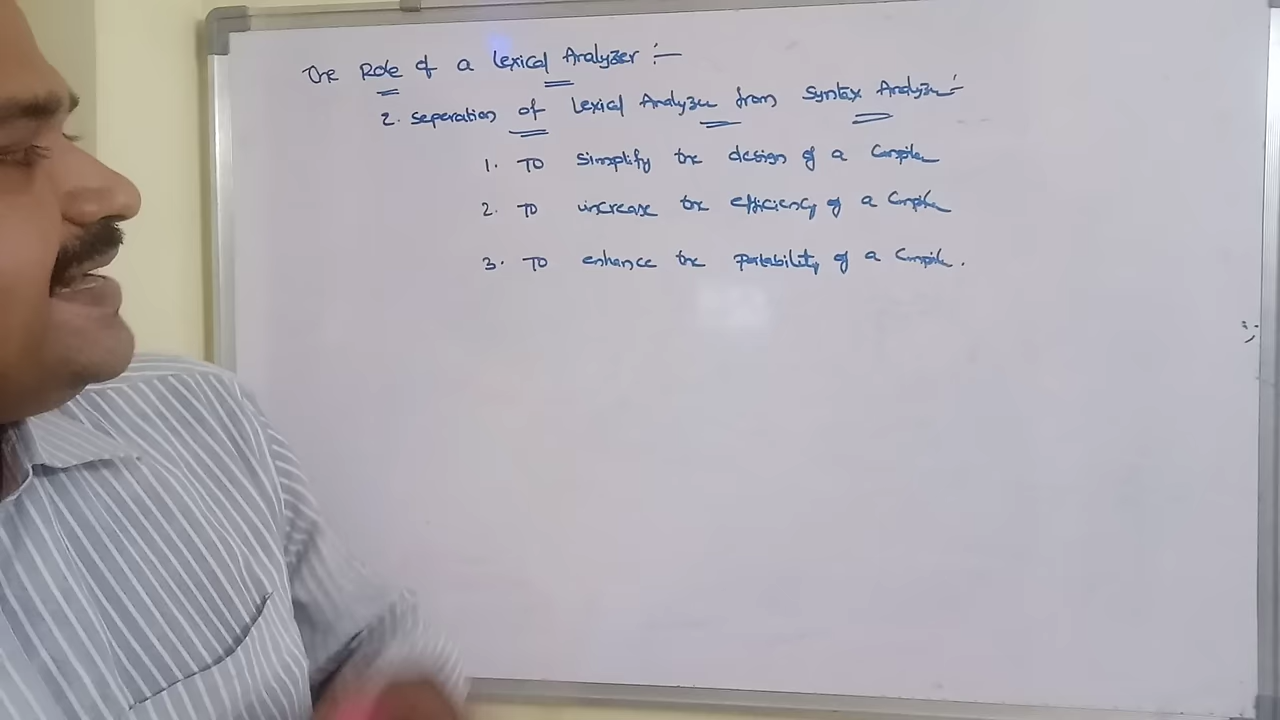 The Role of a Lexical Analyzer :-
2. Seperation of Lexical Analyzer from Syntax Analyzer:-
1. To Simplify the design of a Compiler
2. To increase the efficiency of a Compiler
3. To enhance the portability of a Compiler.